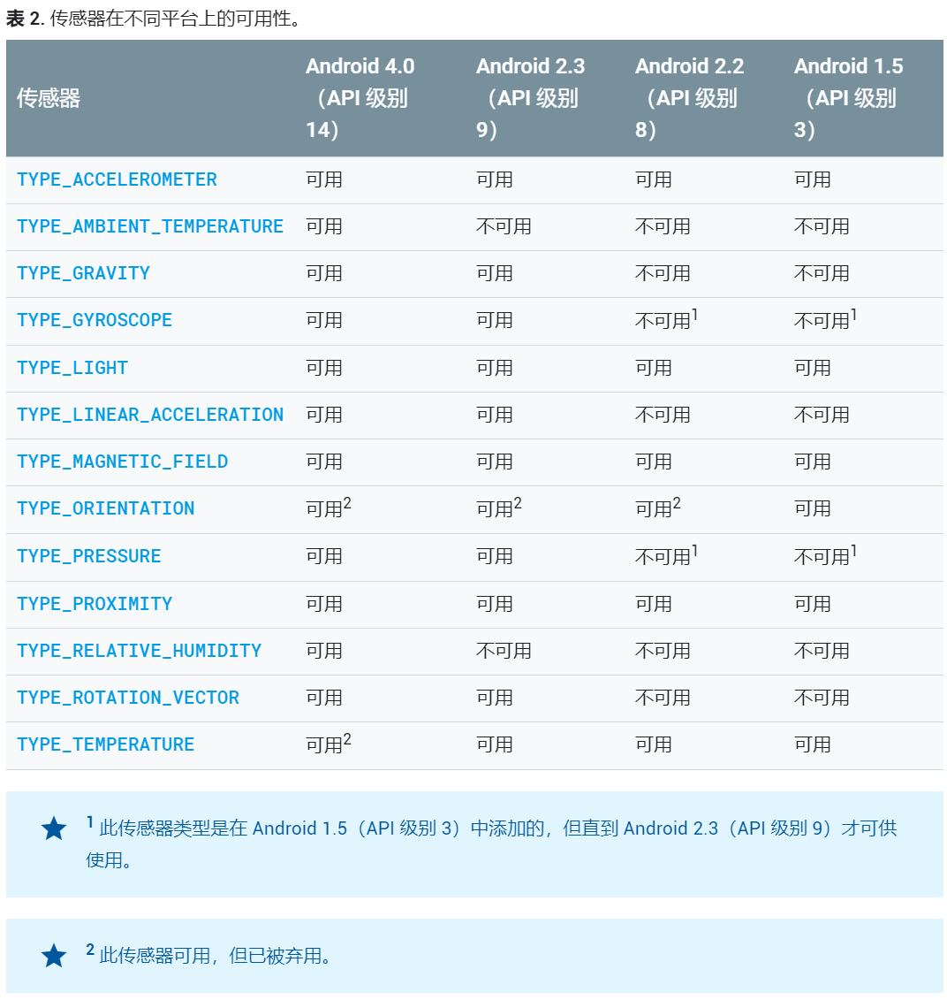 表 2. 传感器在不同平台上的可用性。
传感器 Android 4.0（API 级别 14） Android 2.3（API 级别 9） Android 2.2（API 级别 8） Android 1.5（API 级别 3）
TYPE_ACCELEROMETER 可用 可用 可用 可用
TYPE_AMBIENT_TEMPERATURE 可用 不可用 不可用 不可用
TYPE_GRAVITY 可用 可用 不可用 不可用
TYPE_GYROSCOPE 可用 可用 不可用1 不可用1
TYPE_LIGHT 可用 可用 可用 可用
TYPE_LINEAR_ACCELERATION 可用 可用 不可用 不可用
TYPE_MAGNETIC_FIELD 可用 可用 可用 可用
TYPE_ORIENTATION 可用2 可用2 可用2 可用
TYPE_PRESSURE 可用 可用 不可用1 不可用1
TYPE_PROXIMITY 可用 可用 可用 可用
TYPE_RELATIVE_HUMIDITY 可用 不可用 不可用 不可用
TYPE_ROTATION_VECTOR 可用 可用 不可用 不可用
TYPE_TEMPERATURE 可用2 可用 可用 可用
1 此传感器类型是在 Android 1.5（API 级别 3）中添加的，但直到 Android 2.3（API 级别 9）才可供
使用。
2 此传感器可用，但已被弃用。